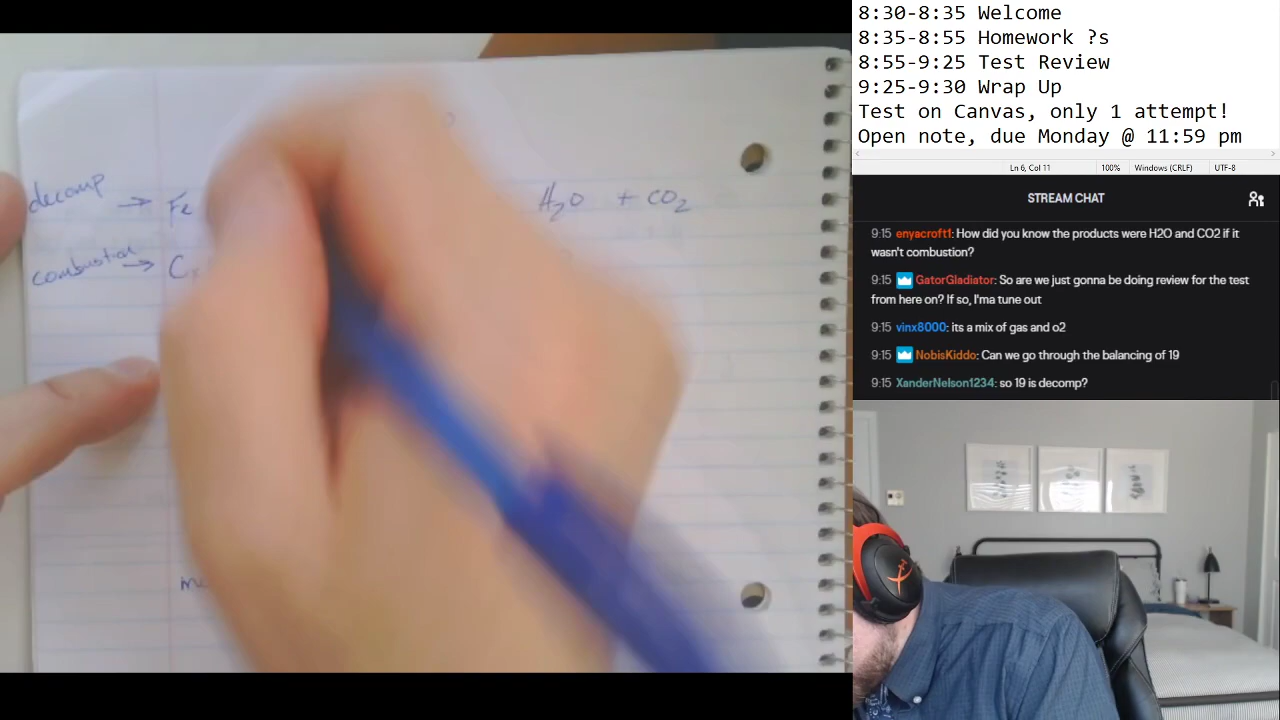 8:30-8:35 Welcome
8:35-8:55 Homework ?s
8:55-9:25 Test Review
9:25-9:30 Wrap Up
Test on Canvas, only 1 attempt!
Open note, due Monday @ 11:59 pm
Ln 6, Col 11 100% Windows (CRLF) UTF-8
STREAM CHAT
9:15 enyacroft1: How did you know the products were H2O and CO2 if it
wasn't combustion?
9:15 GatorGladiator: So are we just gonna be doing review for the test
from here on? If so, I'ma tune out
9:15 vinx8000: its a mix of gas and o2
9:15 NobisKiddo: Can we go through the balancing of 19
9:15 XanderNelson1234: so 19 is decomp?
decomp → Fe H₂O + CO₂
combustion → Cx